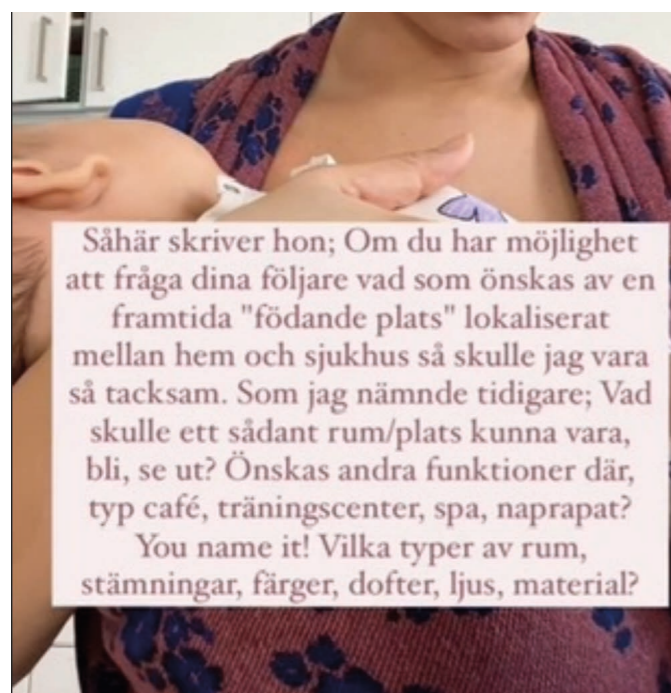 Såhär skriver hon; Om du har möjlighet
att fråga dina följare vad som önskas av en
framtida "födande plats" lokaliserat
mellan hem och sjukhus så skulle jag vara
så tacksam. Som jag nämnde tidigare; Vad
skulle ett sådant rum/plats kunna vara,
bli, se ut? Önskas andra funktioner där,
typ café, träningscenter, spa, naprapat?
You name it! Vilka typer av rum,
stämningar, färger, dofter, ljus, material?